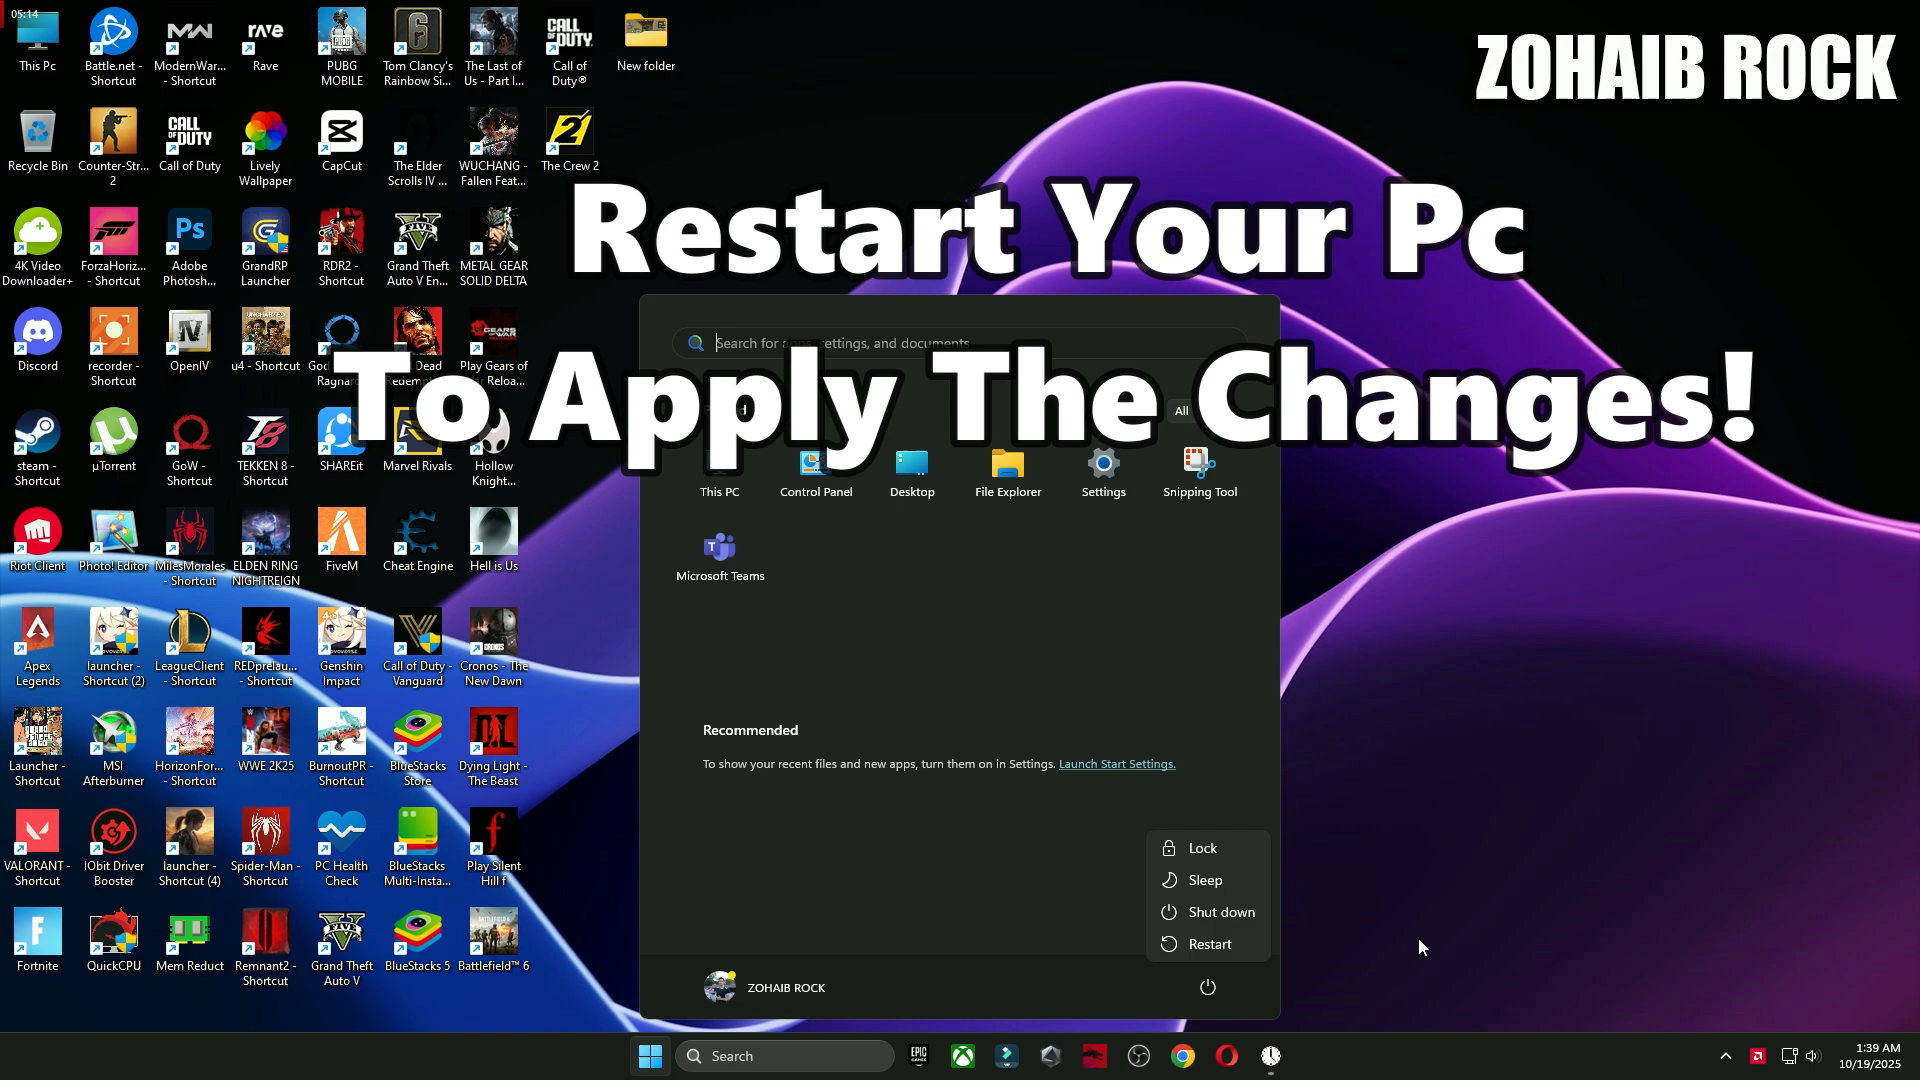 05:14
ZOHAIB ROCK
Restart Your Pc
To Apply The Changes!
This Pc
Battle.net -
Shortcut
ModernWar...
- Shortcut
Rave
PUBG
MOBILE
Tom Clancy's
Rainbow Si...
The Last of
Us - Part I...
Call of
Duty®
New folder
Recycle Bin
Counter-Str...
2
Call of Duty
Lively
Wallpaper
CapCut
The Elder
Scrolls IV ...
WUCHANG -
Fallen Feat...
The Crew 2
4K Video
Downloader+
ForzaHoriz...
- Shortcut
Adobe
Photosh...
GrandRP
Launcher
RDR2 -
Shortcut
Grand Theft
Auto V En...
METAL GEAR
SOLID DELTA
Discord
recorder -
Shortcut
OpenIV
u4 - Shortcut
Play Gears of
steam -
Shortcut
µTorrent
GoW -
Shortcut
TEKKEN 8 -
Shortcut
SHAREit
Marvel Rivals
Hollow
Knight...
Riot Client
Photo! Editor
MilesMorales
- Shortcut
ELDEN RING
NIGHTREIGN
FiveM
Cheat Engine
Hell is Us
Apex
Legends
launcher -
Shortcut (2)
LeagueClient
- Shortcut
REDprelau...
- Shortcut
Genshin
Impact
Call of Duty -
Vanguard
Cronos - The
New Dawn
Launcher -
Shortcut
MSI
Afterburner
HorizonFor...
- Shortcut
WWE 2K25
BurnoutPR -
Shortcut
BlueStacks
Store
Dying Light -
The Beast
VALORANT -
Shortcut
IObit Driver
Booster
launcher -
Shortcut (4)
Spider-Man -
Shortcut
PC Health
Check
BlueStacks
Multi-Insta...
Play Silent
Hill f
Fortnite
QuickCPU
Mem Reduct
Remnant2 -
Shortcut
Grand Theft
Auto V
BlueStacks 5
Battlefield™ 6
Search for apps, settings, and documents
All
This PC
Control Panel
Desktop
File Explorer
Settings
Snipping Tool
Microsoft Teams
Recommended
To show your recent files and new apps, turn them on in Settings. Launch Start Settings.
Lock
Sleep
Shut down
Restart
ZOHAIB ROCK
Search
1:39 AM
10/19/2025